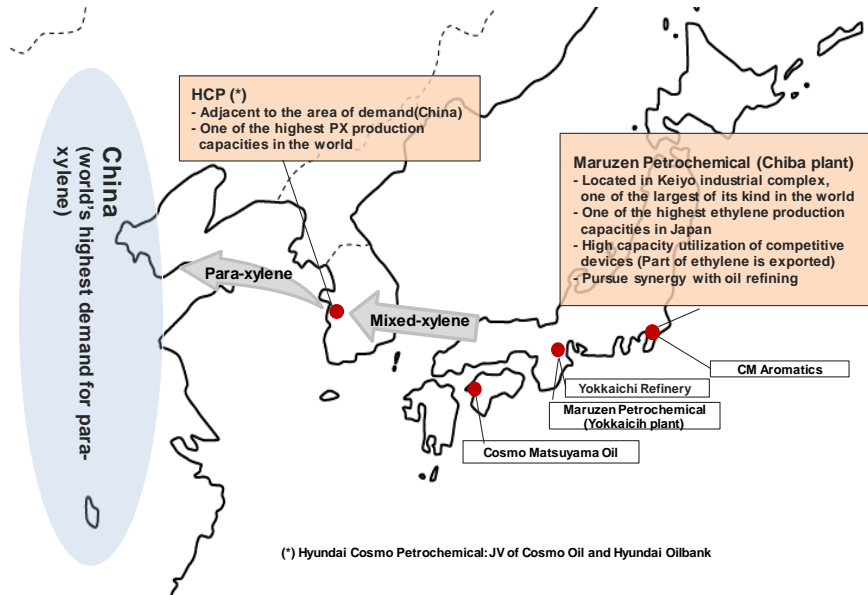 HCP (*)
- Adjacent to the area of demand(China)
- One of the highest PX production
capacities in the world
Maruzen Petrochemical (Chiba plant)
- Located in Keiyo industrial complex,
one of the largest of its kind in the world
- One of the highest ethylene production
capacities in Japan
- High capacity utilization of competitive
devices (Part of ethylene is exported)
- Pursue synergy with oil refining
China
(world's highest demand for para-
xylene)
Para-xylene
Mixed-xylene
CM Aromatics
Yokkaichi Refinery
Maruzen Petrochemical
(Yokkaicih plant)
Cosmo Matsuyama Oil
(*) Hyundai Cosmo Petrochemical: JV of Cosmo Oil and Hyundai Oilbank